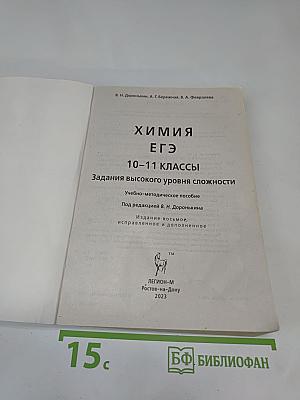 В. Н. Доронькин, А. Г. Бережная, В. А. Февралева
ХИМИЯ
ЕГЭ
10–11 КЛАССЫ
Задания высокого уровня сложности
Учебно-методическое пособие
Под редакцией В. Н. Доронькина
Издание восьмое,
исправленное и дополненное
TM
ЛЕГИОН-М
Ростов-на-Дону
2023
15с
БФ БИБЛИОФАН